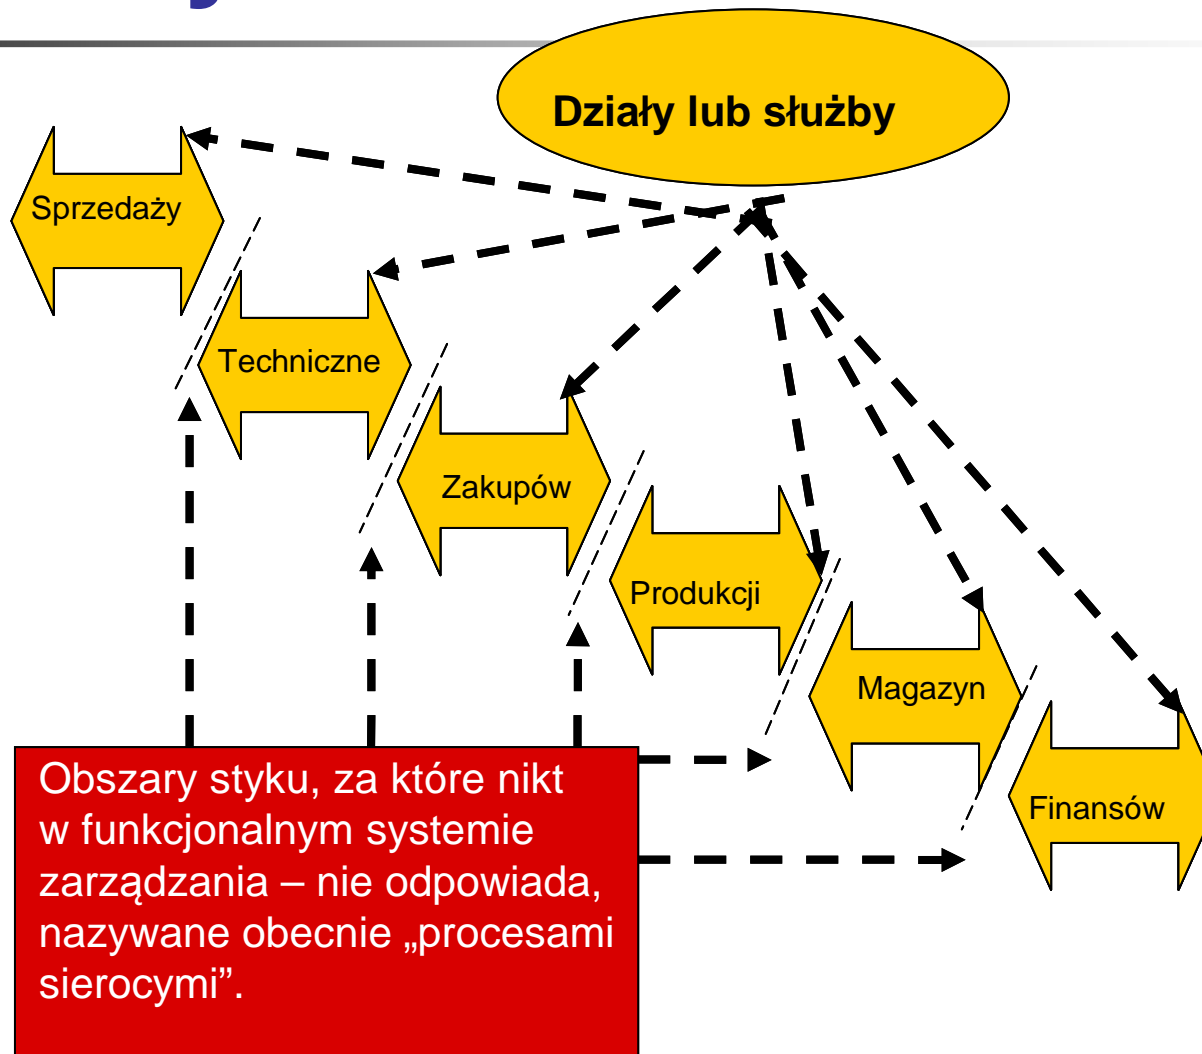 Działy lub służby
Sprzedaży
Techniczne
Zakupów
Produkcji
Magazyn
Finansów
Obszary styku, za które nikt
w funkcjonalnym systemie
zarządzania – nie odpowiada,
nazywane obecnie „procesami
sierocymi”.